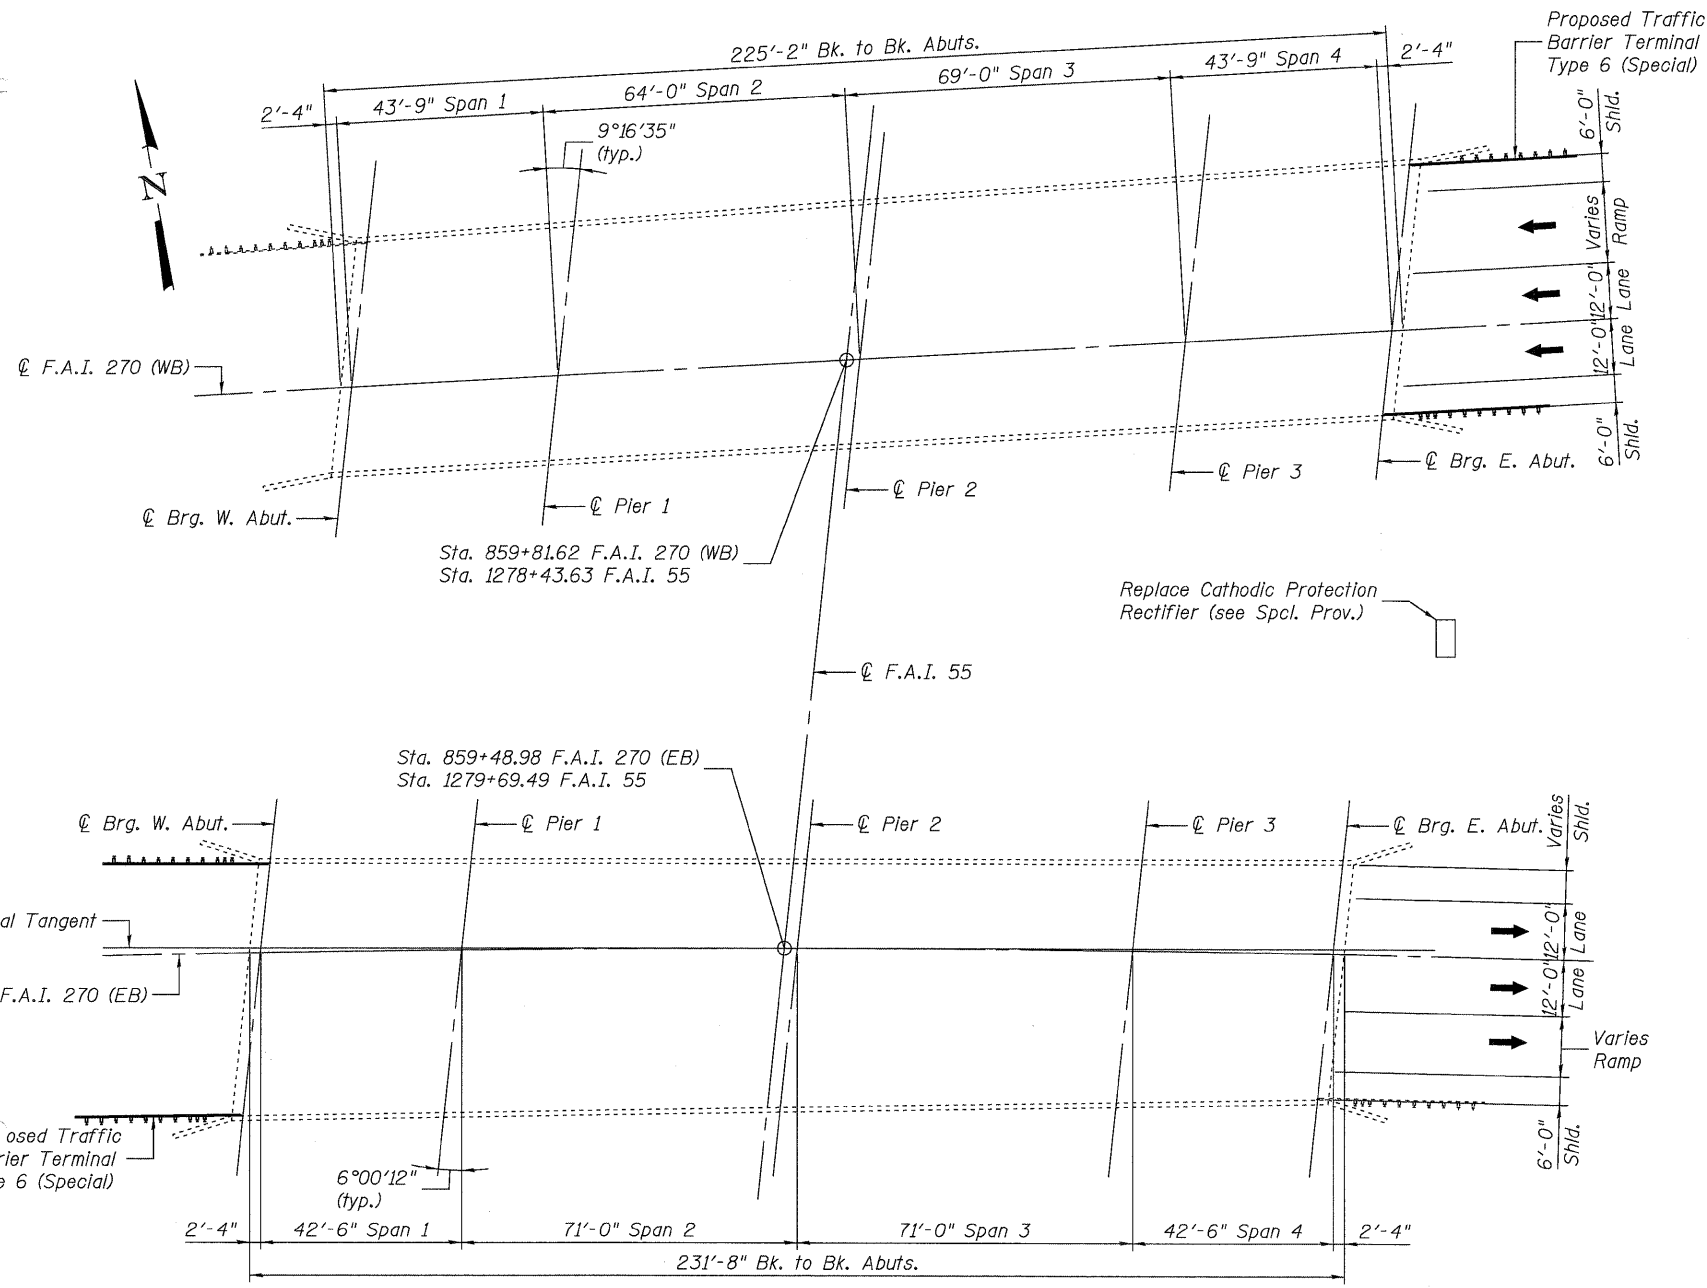 225'-2" Bk. to Bk. Abuts.
2'-4"
43'-9" Span 1
64'-0" Span 2
69'-0" Span 3
43'-9" Span 4
2'-4"
Proposed Traffic
Barrier Terminal
Type 6 (Special)
9°16'35"
(typ.)
N
6'-0"
Shld.
Varies
Ramp
12'-0"
Lane
12'-0"
Lane
6'-0"
Shld.
℄ F.A.I. 270 (WB)
℄ Brg. W. Abut.
℄ Pier 1
℄ Pier 2
℄ Pier 3
℄ Brg. E. Abut.
Sta. 859+81.62 F.A.I. 270 (WB)
Sta. 1278+43.63 F.A.I. 55
Replace Cathodic Protection
Rectifier (see Spcl. Prov.)
℄ F.A.I. 55
Sta. 859+48.98 F.A.I. 270 (EB)
Sta. 1279+69.49 F.A.I. 55
℄ Brg. W. Abut.
℄ Pier 1
℄ Pier 2
℄ Pier 3
℄ Brg. E. Abut.
Varies
Shld.
12'-0"
Lane
12'-0"
Lane
Varies
Ramp
6'-0"
Shld.
al Tangent
F.A.I. 270 (EB)
osed Traffic
rier Terminal
e 6 (Special)
6°00'12"
(typ.)
2'-4"
42'-6" Span 1
71'-0" Span 2
71'-0" Span 3
42'-6" Span 4
2'-4"
231'-8" Bk. to Bk. Abuts.